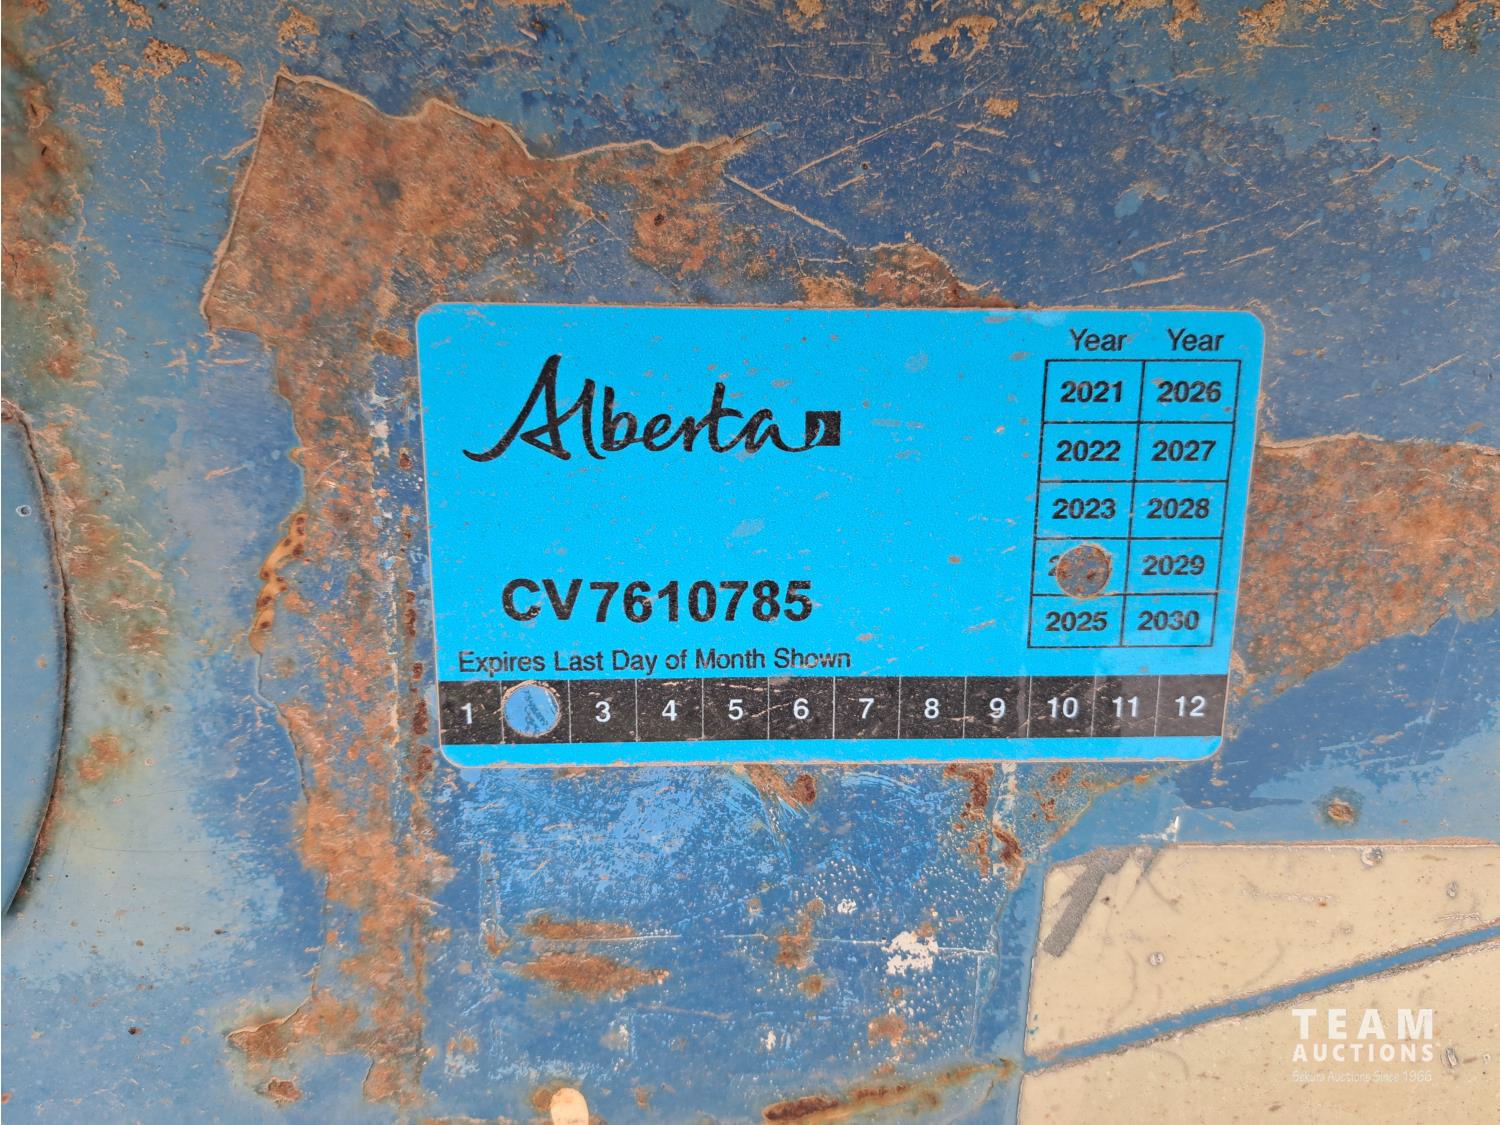 Alberta
Year Year
2021 2026
2022 2027
2023 2028
2029
2025 2030
CV7610785
Expires Last Day of Month Shown
1 3 4 5 6 7 8 9 10 11 12
TEAM
AUCTIONS
Sekura Auctions Since 1966